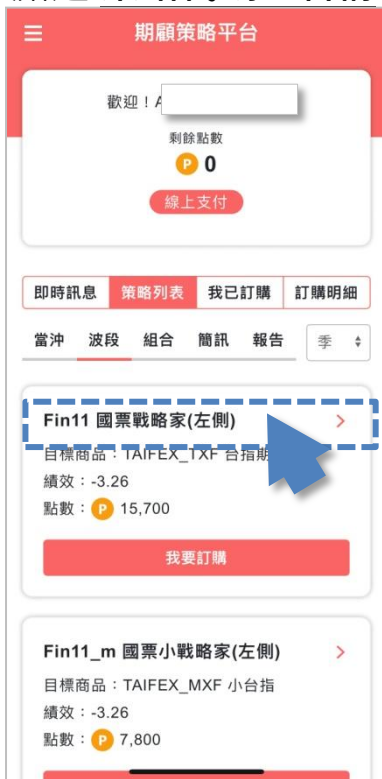 期顧策略平台
歡迎！A
剩餘點數
P 0
線上支付
即時訊息 策略列表 我已訂購 訂購明細
當沖 波段 組合 簡訊 報告 季
Fin11 國票戰略家(左側)
目標商品：TAIFEX_TXF 台指期
績效：-3.26
點數：P 15,700
我要訂購
Fin11_m 國票小戰略家(左側)
目標商品：TAIFEX_MXF 小台指
績效：-3.26
點數：P 7,800